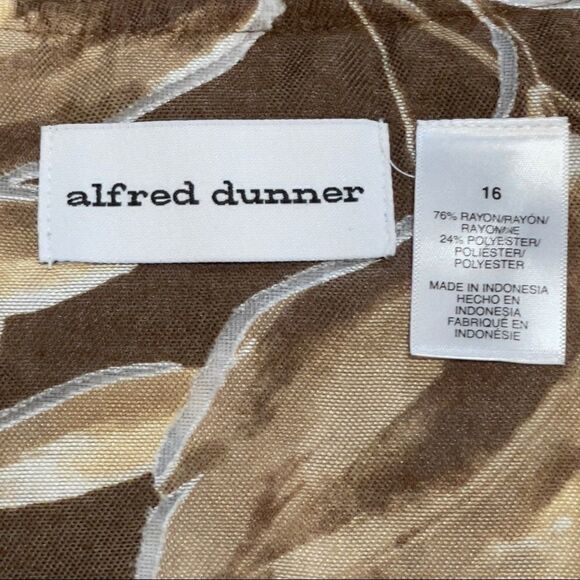 alfred dunner
16
76% RAYON/RAYÓN/
RAYONNE
24% POLYESTER/
POLIÉSTER/
POLYESTER
MADE IN INDONESIA
HECHO EN
INDONESIA
FABRIQUÉ EN
INDONÉSIE